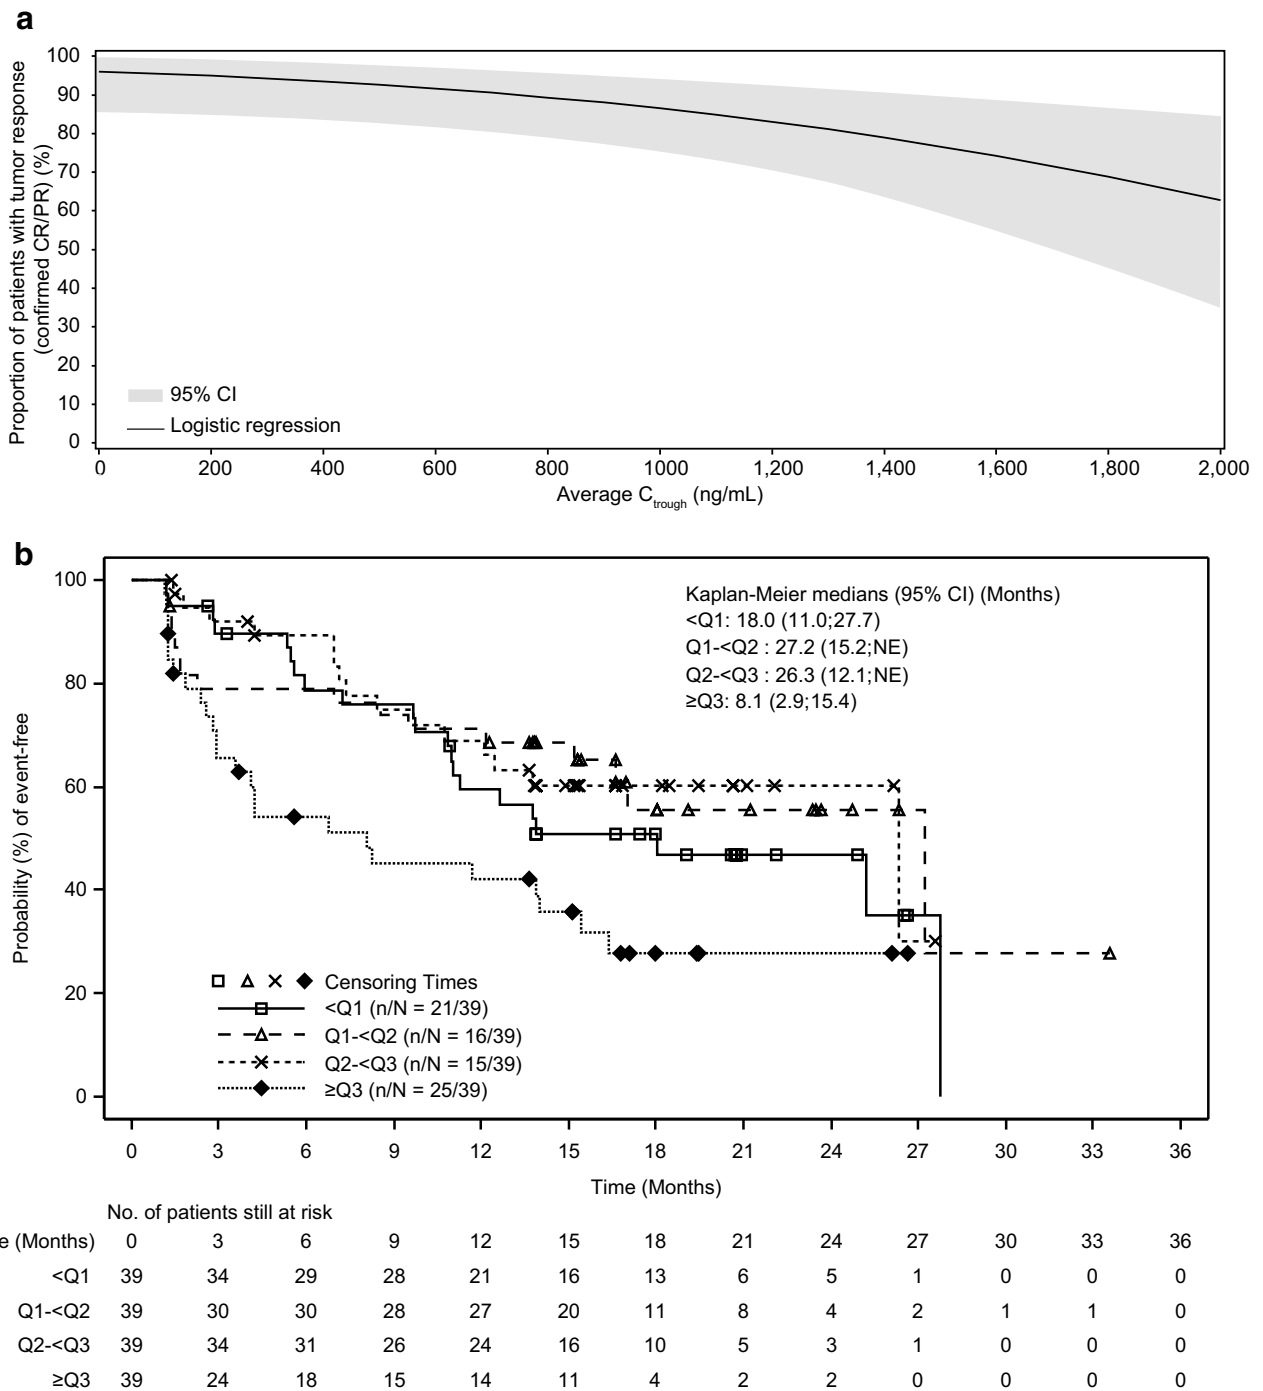 a
Proportion of patients with tumor response
(confirmed CR/PR) (%)
100
90
80
70
60
50
40
30
20
10
0
95% CI
Logistic regression
0 200 400 600 800 1000 1,200 1,400 1,600 1,800 2,000
Average Ctrough (ng/mL)
b
Probability (%) of event-free
100
80
60
40
20
0
Kaplan-Meier medians (95% CI) (Months)
<Q1: 18.0 (11.0;27.7)
Q1-<Q2 : 27.2 (15.2;NE)
Q2-<Q3 : 26.3 (12.1;NE)
≥Q3: 8.1 (2.9;15.4)
Censoring Times
<Q1 (n/N = 21/39)
Q1-<Q2 (n/N = 16/39)
Q2-<Q3 (n/N = 15/39)
≥Q3 (n/N = 25/39)
0 3 6 9 12 15 18 21 24 27 30 33 36
Time (Months)
No. of patients still at risk
e (Months) 0 3 6 9 12 15 18 21 24 27 30 33 36
<Q1 39 34 29 28 21 16 13 6 5 1 0 0 0
Q1-<Q2 39 30 30 28 27 20 11 8 4 2 1 1 0
Q2-<Q3 39 34 31 26 24 16 10 5 3 1 0 0 0
≥Q3 39 24 18 15 14 11 4 2 2 0 0 0 0